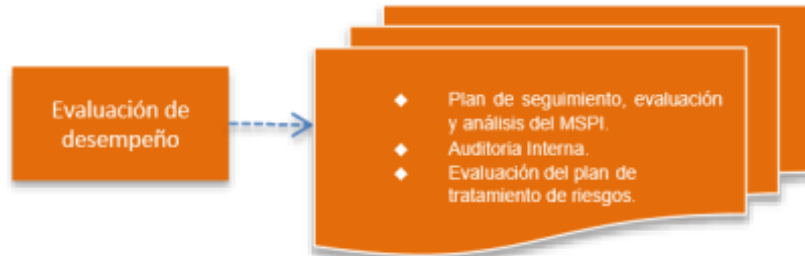 Evaluación de
desempeño
◆ Plan de seguimiento, evaluación
y análisis del MSPI.
◆ Auditoria Interna.
◆ Evaluación del plan de
tratamiento de riesgos.